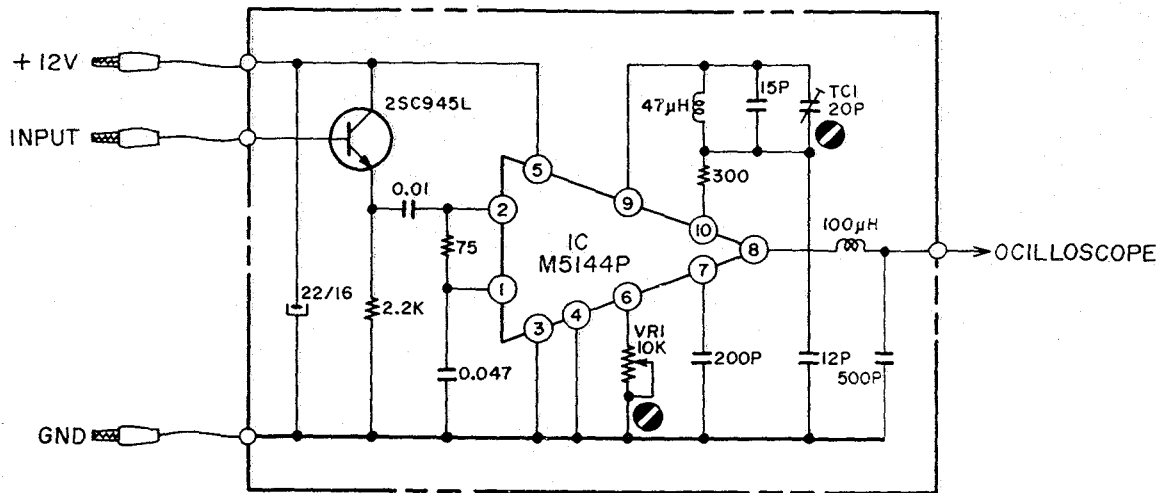 +12V
INPUT
GND
2SC945L
0.01
75
22/16
2.2K
0.047
IC
M5144P
1
2
3
4
5
6
7
8
9
10
VR1
10K
47μH
15P
TC1
20P
300
100μH
200P
12P
500P
OCILLOSCOPE